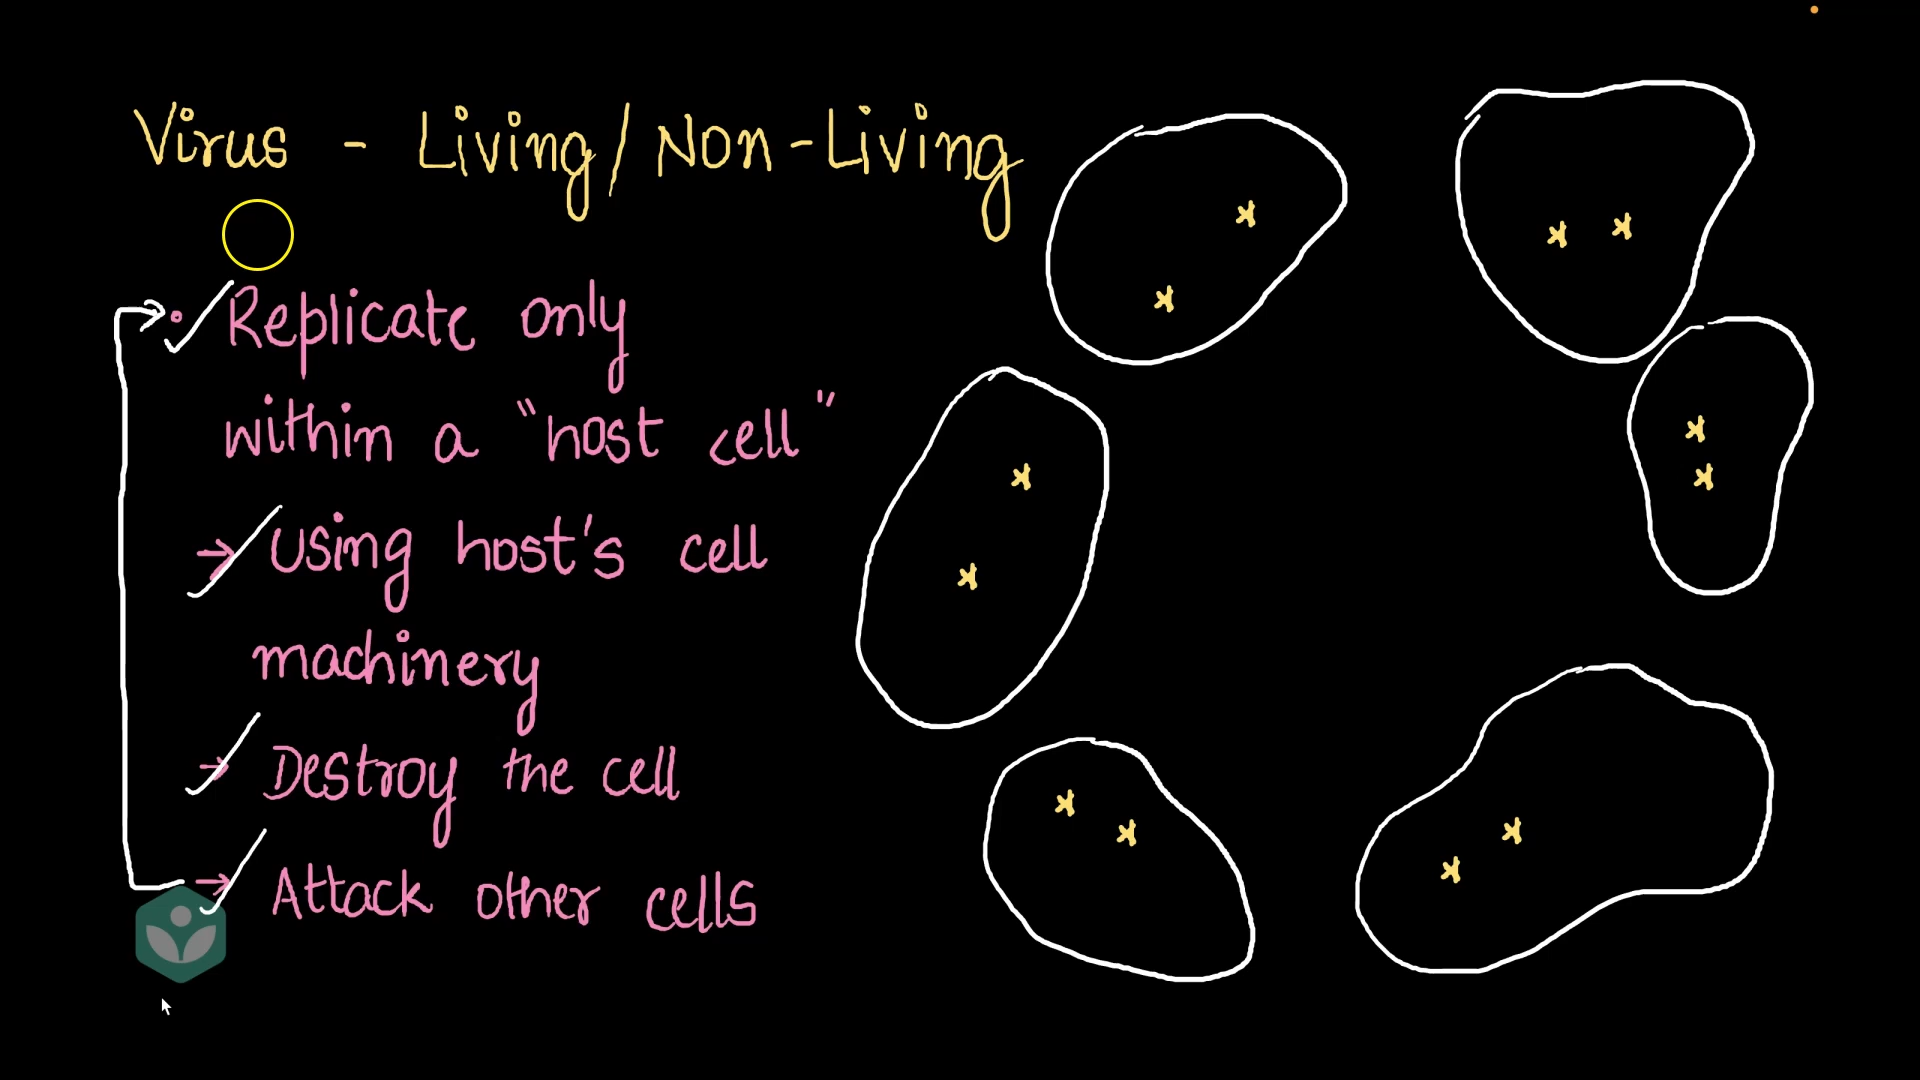 Virus - Living/Non-Living
• Replicate only
within a "host cell"
→ Using host's cell
machinery
→ Destroy the cell
→ Attack other cells